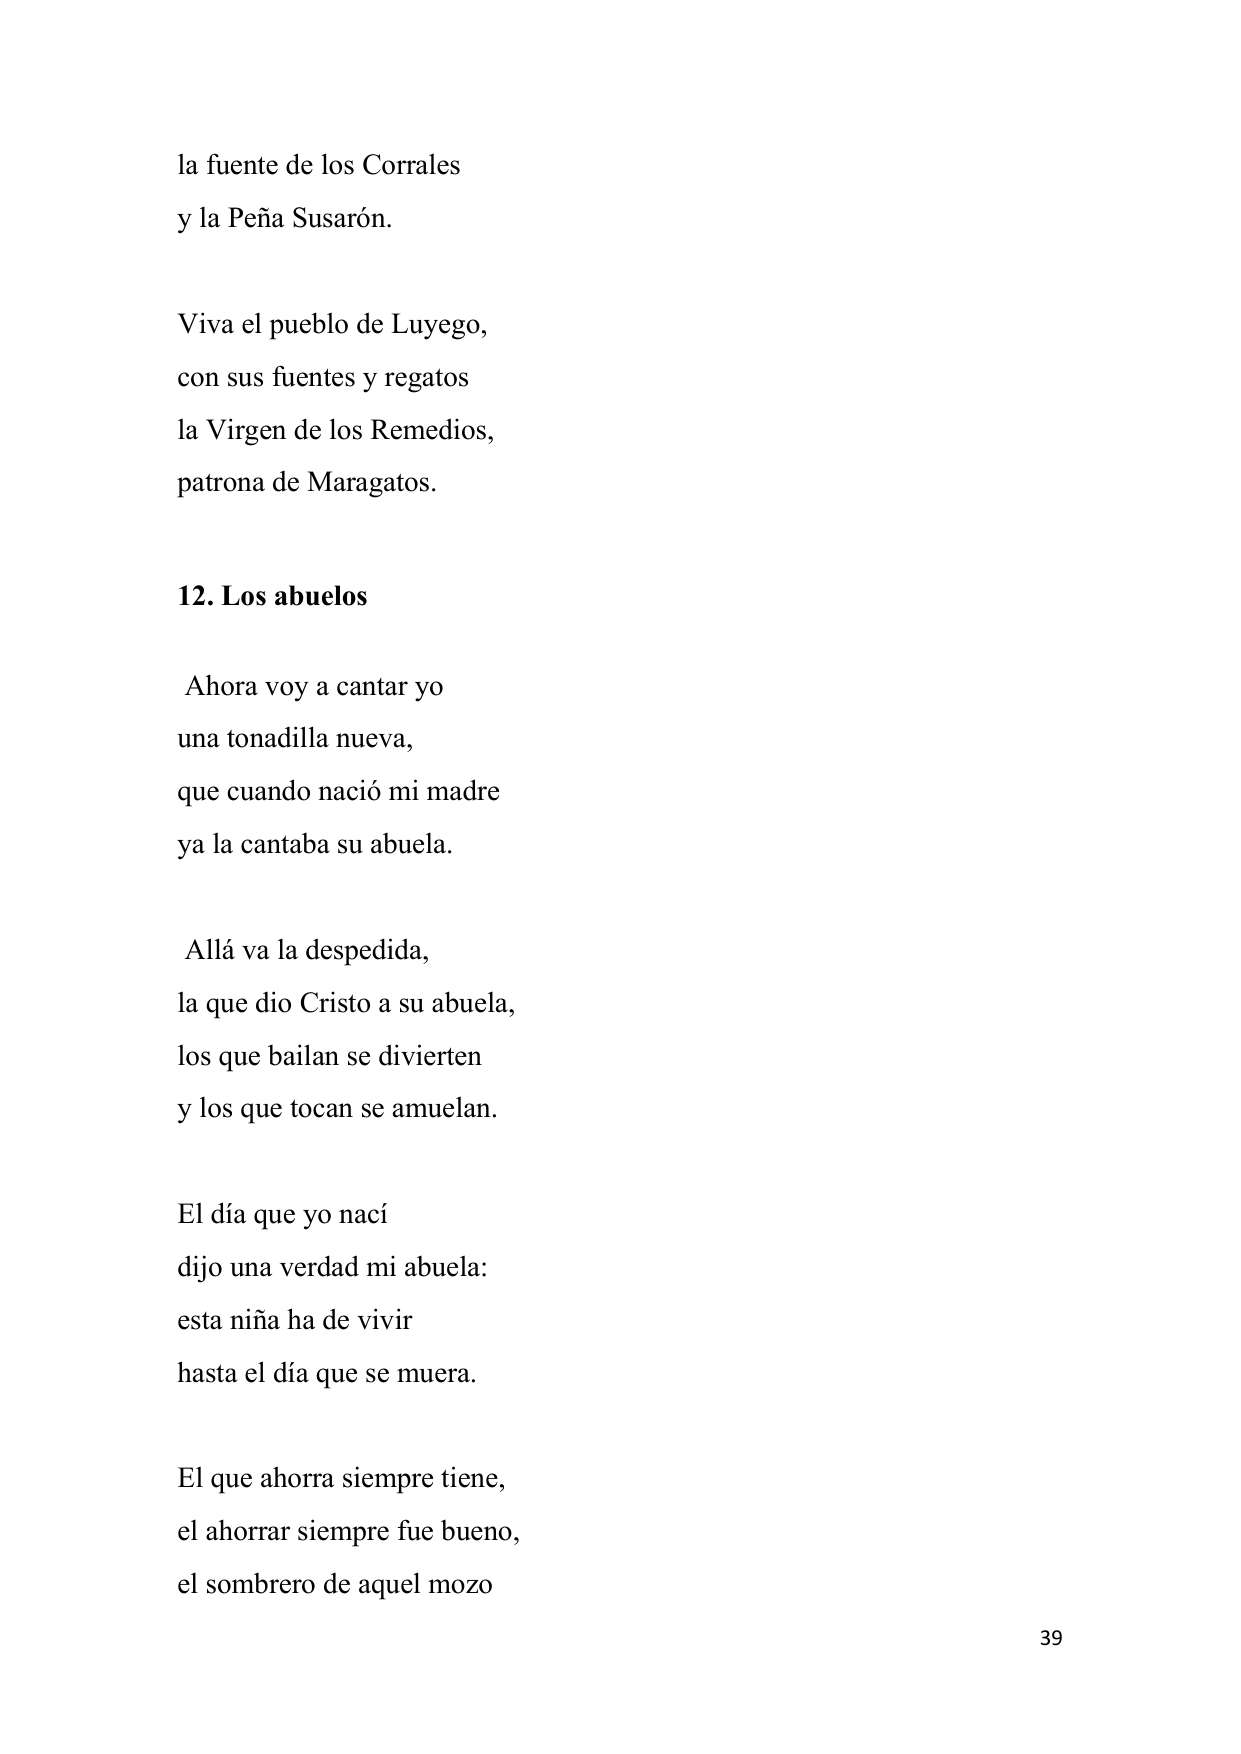 la fuente de los Corrales
y la Peña Susarón.
Viva el pueblo de Luyego,
con sus fuentes y regatos
la Virgen de los Remedios,
patrona de Maragatos.
12. Los abuelos
Ahora voy a cantar yo
una tonadilla nueva,
que cuando nació mi madre
ya la cantaba su abuela.
Allá va la despedida,
la que dio Cristo a su abuela,
los que bailan se divierten
y los que tocan se amuelan.
El día que yo nací
dijo una verdad mi abuela:
esta niña ha de vivir
hasta el día que se muera.
El que ahorra siempre tiene,
el ahorrar siempre fue bueno,
el sombrero de aquel mozo
39